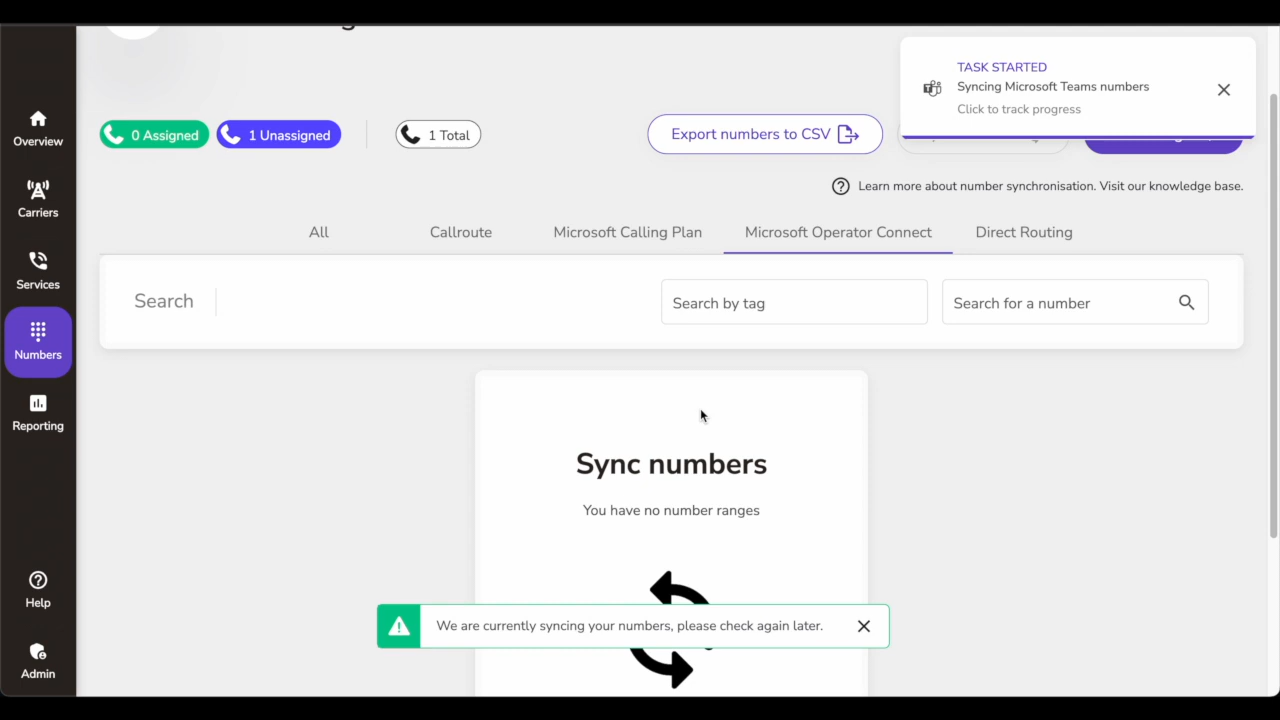 TASK STARTED
Syncing Microsoft Teams numbers
Click to track progress
Overview
Carriers
Services
Numbers
Reporting
Help
Admin
0 Assigned
1 Unassigned
1 Total
Export numbers to CSV
Learn more about number synchronisation. Visit our knowledge base.
All
Callroute
Microsoft Calling Plan
Microsoft Operator Connect
Direct Routing
Search
Search by tag
Search for a number
Sync numbers
You have no number ranges
We are currently syncing your numbers, please check again later.